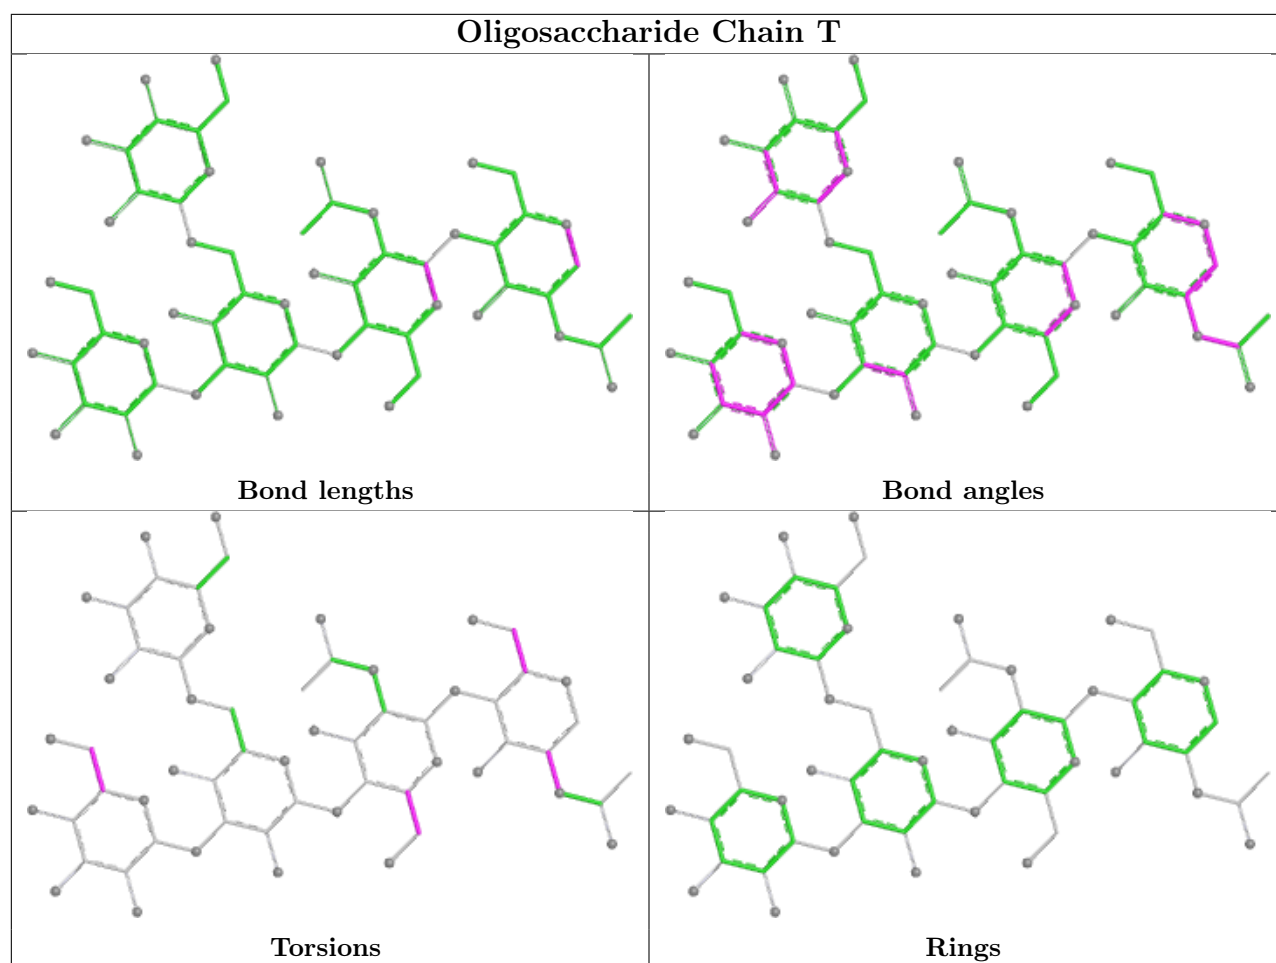 Oligosaccharide Chain T
Bond lengths
Bond angles
Torsions
Rings